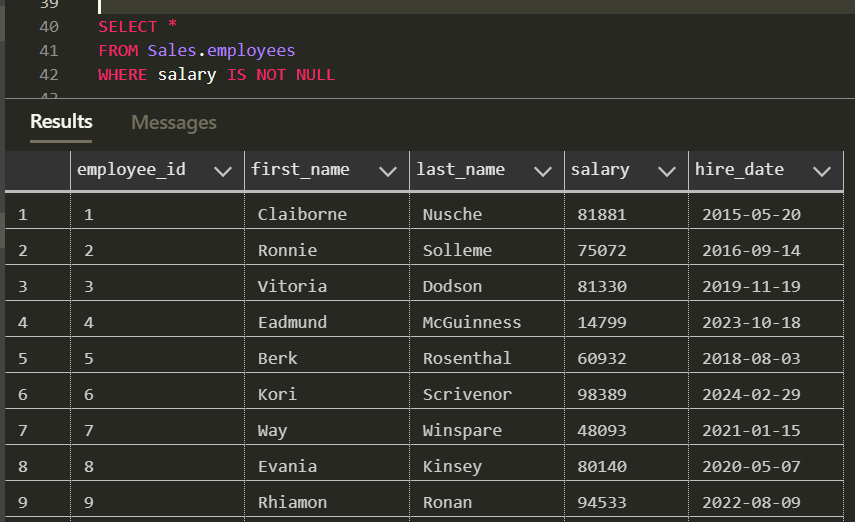 39
40 SELECT *
41 FROM Sales.employees
42 WHERE salary IS NOT NULL
Results Messages
employee_id first_name last_name salary hire_date
1 1 Claiborne Nusche 81881 2015-05-20
2 2 Ronnie Solleme 75072 2016-09-14
3 3 Vitoria Dodson 81330 2019-11-19
4 4 Eadmund McGuinness 14799 2023-10-18
5 5 Berk Rosenthal 60932 2018-08-03
6 6 Kori Scrivenor 98389 2024-02-29
7 7 Way Winspare 48093 2021-01-15
8 8 Evania Kinsey 80140 2020-05-07
9 9 Rhiamon Ronan 94533 2022-08-09